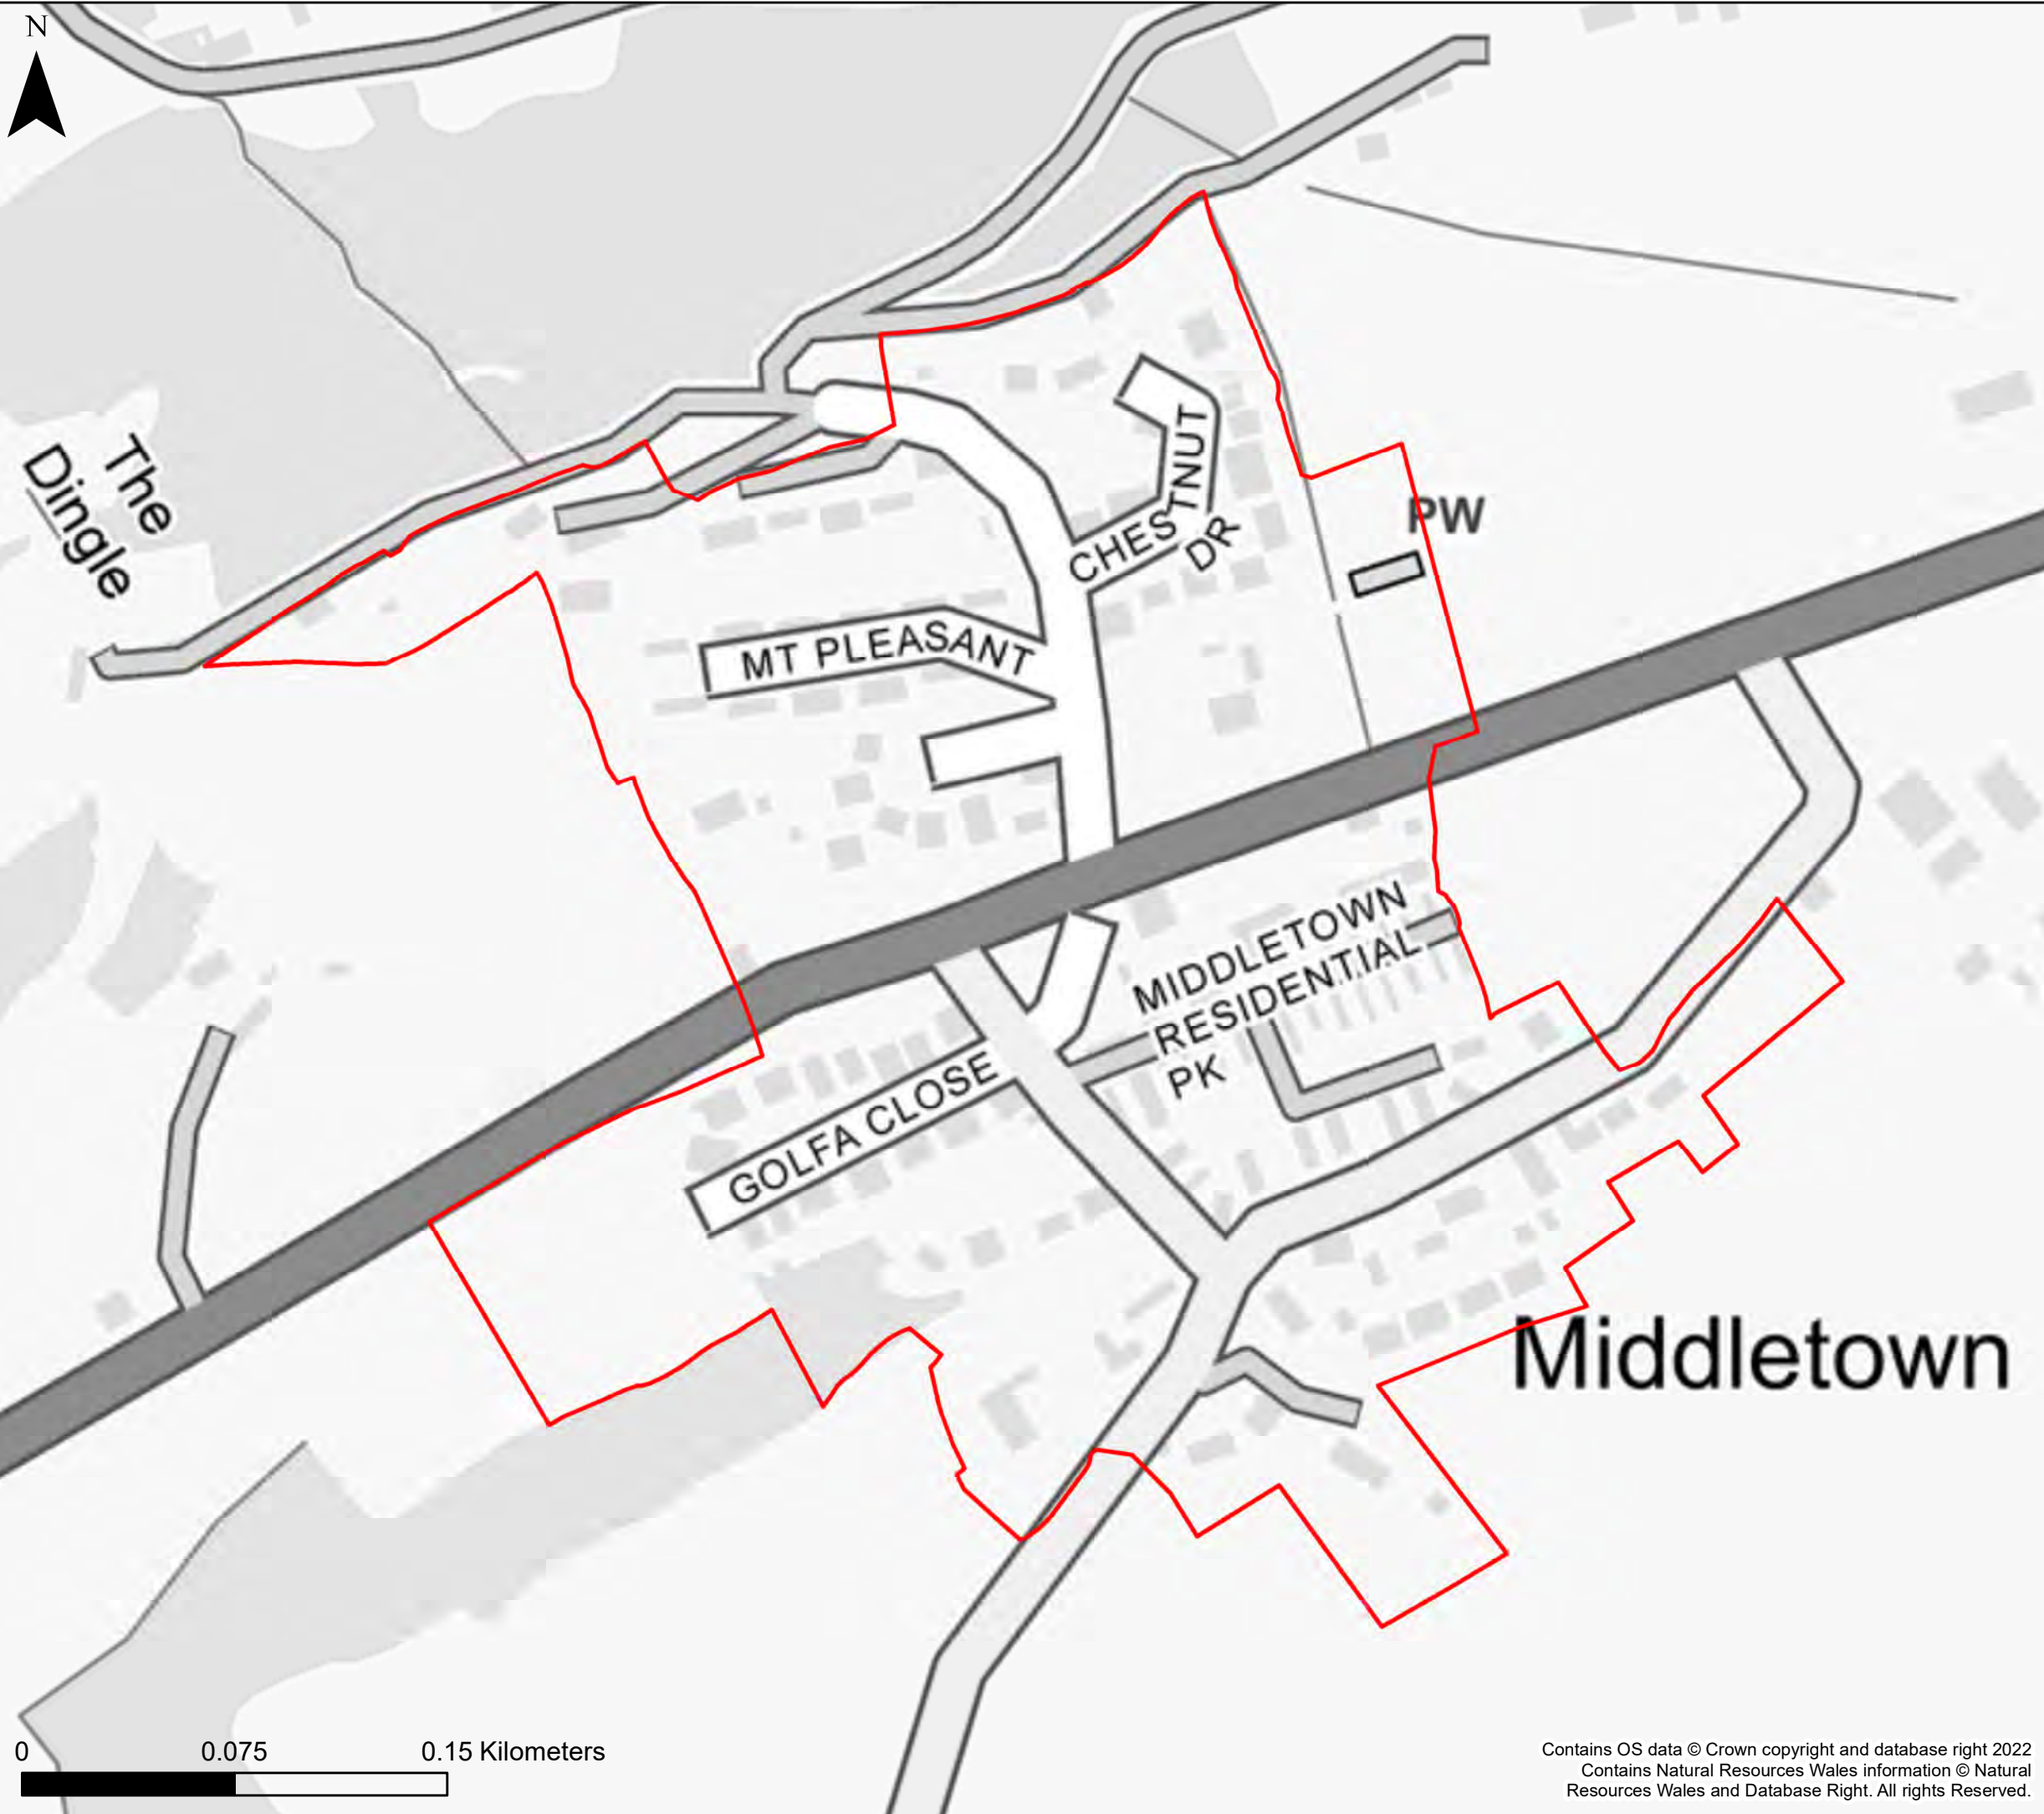 N
The
Dingle
CHESTNUT
DR
PW
MT PLEASANT
MIDDLETOWN
RESIDENTIAL
PK
GOLFA CLOSE
Middletown
0 0.075 0.15 Kilometers
Contains OS data © Crown copyright and database right 2022
Contains Natural Resources Wales information © Natural
Resources Wales and Database Right. All rights Reserved.